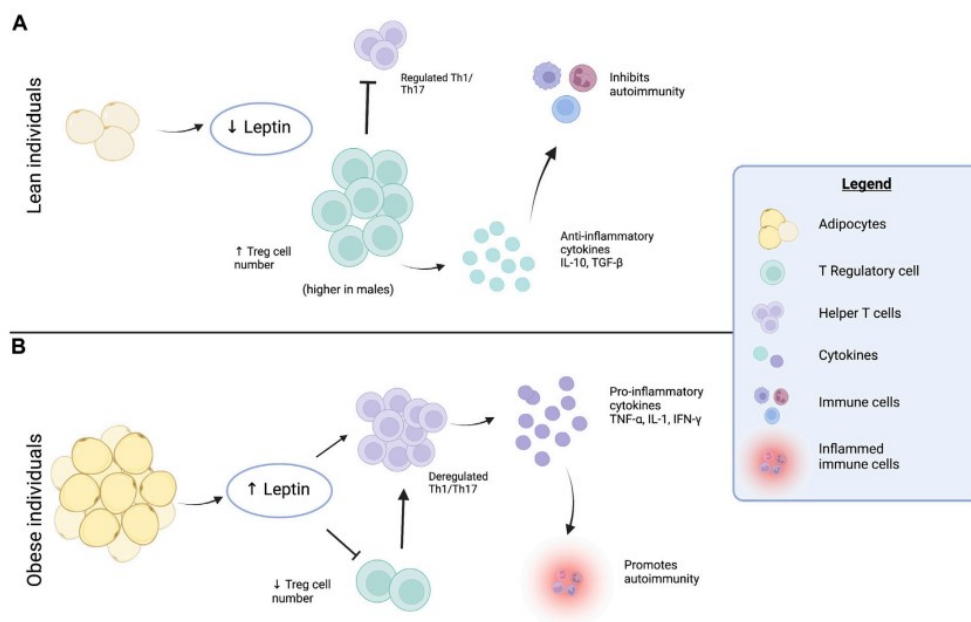 A
Lean individuals
↓ Leptin
Regulated Th1/
Th17
↑ Treg cell
number
(higher in males)
Anti-inflammatory
cytokines
IL-10, TGF-β
Inhibits
autoimmunity
B
Obese individuals
↑ Leptin
Deregulated
Th1/Th17
↓ Treg cell
number
Pro-inflammatory
cytokines
TNF-α, IL-1, IFN-γ
Promotes
autoimmunity
Legend
Adipocytes
T Regulatory cell
Helper T cells
Cytokines
Immune cells
Inflammed
immune cells